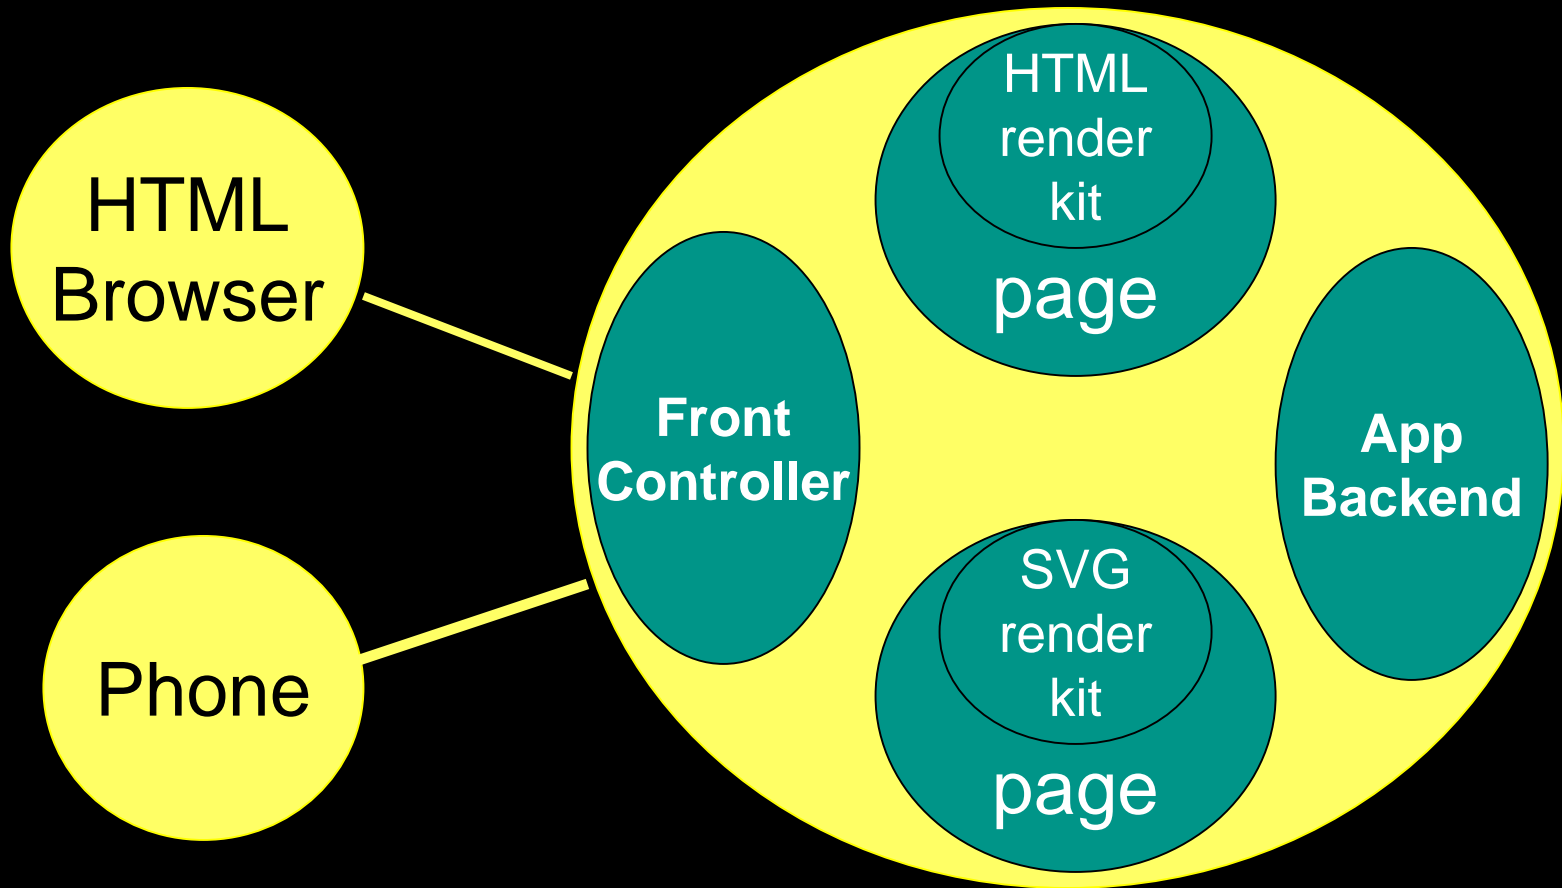 HTML
Browser
Phone
Front
Controller
HTML
render
kit
page
SVG
render
kit
page
App
Backend